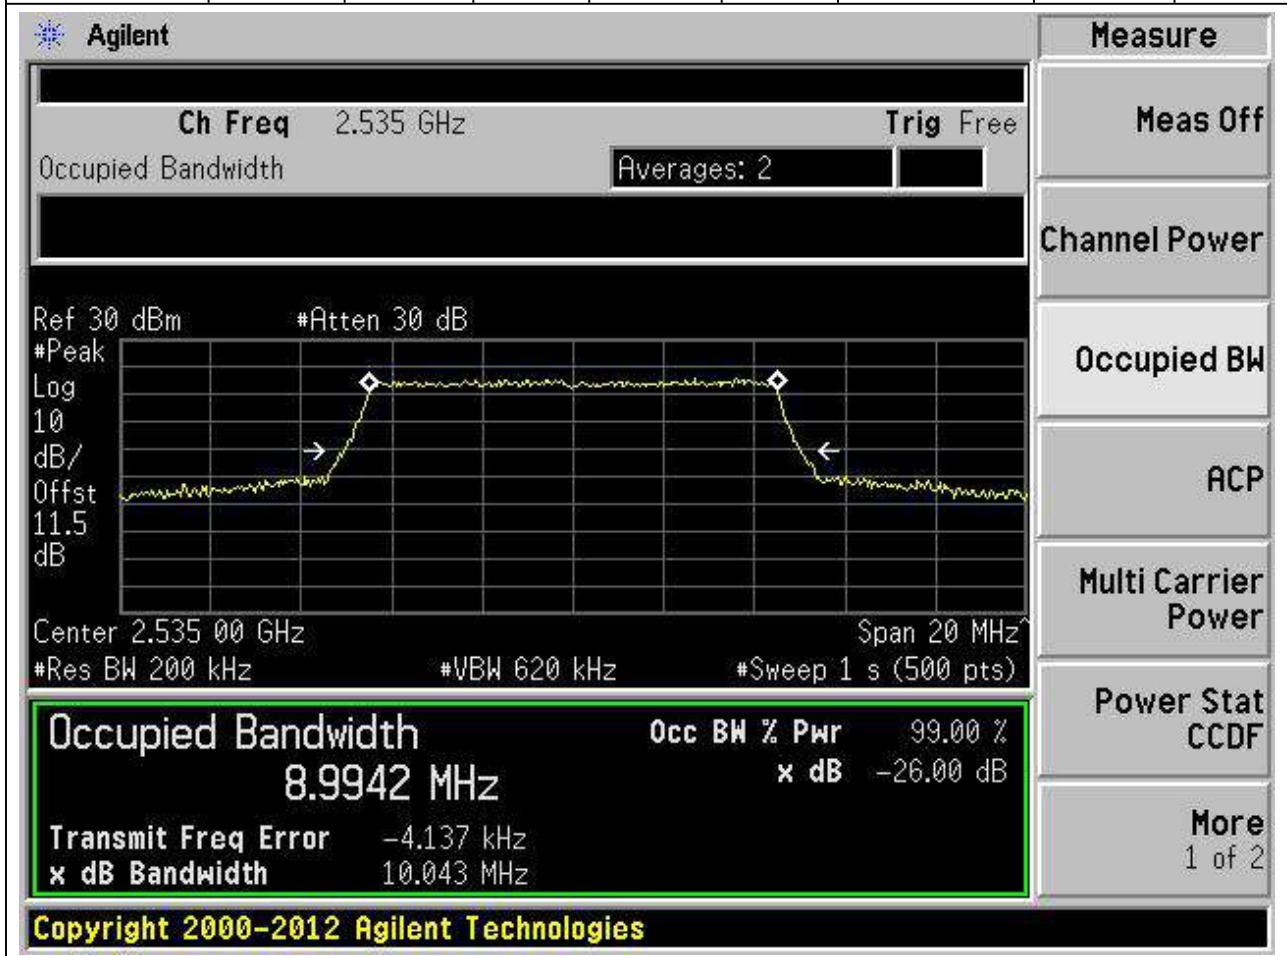 Agilent
Measure
Ch Freq 2.535 GHz Trig Free
Occupied Bandwidth Averages: 2
Ref 30 dBm #Atten 30 dB
#Peak
Log
10
dB/
Offst
11.5
dB
Center 2.535 00 GHz Span 20 MHz^
#Res BW 200 kHz #VBW 620 kHz #Sweep 1 s (500 pts)
Occupied Bandwidth Occ BW % Pwr 99.00 %
8.9942 MHz x dB -26.00 dB
Transmit Freq Error -4.137 kHz
x dB Bandwidth 10.043 MHz
Copyright 2000-2012 Agilent Technologies
Meas Off
Channel Power
Occupied BW
ACP
Multi Carrier
Power
Power Stat
CCDF
More
1 of 2